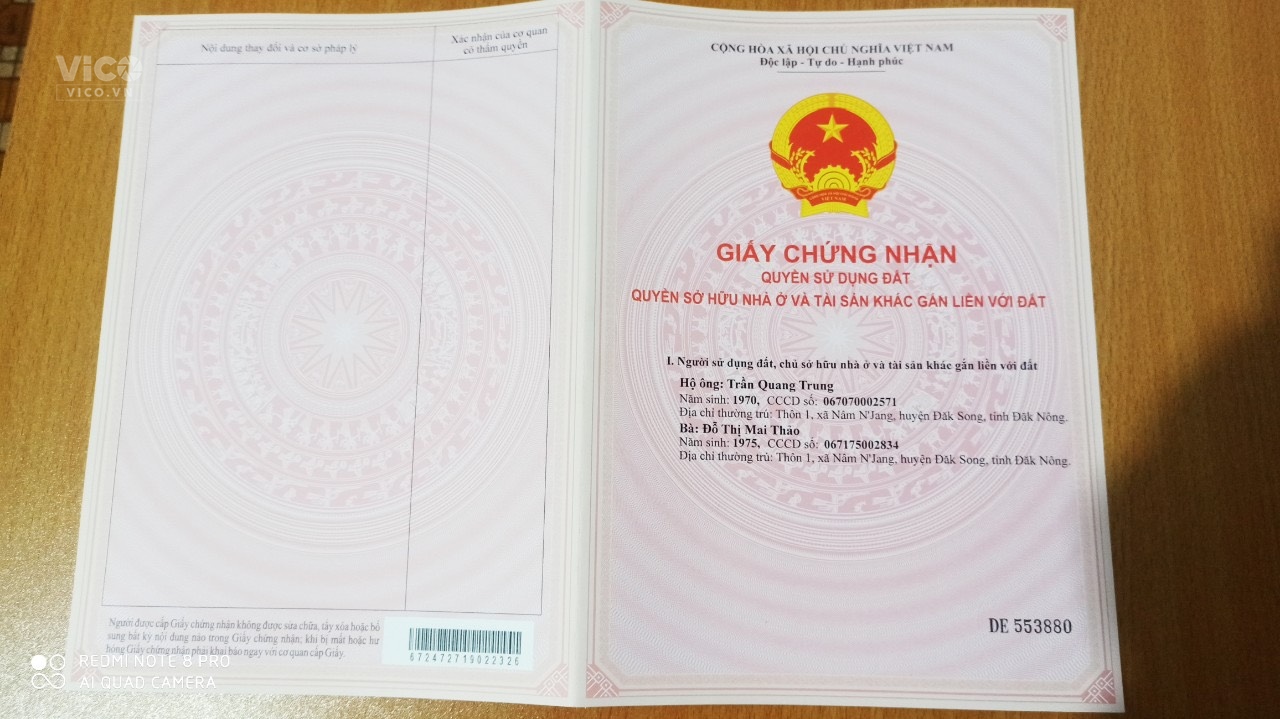 VICO
VICO.VN
Nội dung thay đổi và cơ sở pháp lý
Xác nhận của cơ quan
có thẩm quyền
Người được cấp Giấy chứng nhận không được sửa chữa, tẩy xóa hoặc bổ
sung bất kỳ nội dung nào trong Giấy chứng nhận; khi bị mất hoặc hư
hỏng Giấy chứng nhận phải khai báo ngay với cơ quan cấp Giấy.
672472719022326
REDMI NOTE 8 PRO
AI QUAD CAMERA
CỘNG HÒA XÃ HỘI CHỦ NGHĨA VIỆT NAM
Độc lập - Tự do - Hạnh phúc
VIỆT NAM
GIẤY CHỨNG NHẬN
QUYỀN SỬ DỤNG ĐẤT
QUYỀN SỞ HỮU NHÀ Ở VÀ TÀI SẢN KHÁC GẮN LIỀN VỚI ĐẤT
I. Người sử dụng đất, chủ sở hữu nhà ở và tài sản khác gắn liền với đất
Hộ ông: Trần Quang Trung
Năm sinh: 1970, CCCD số: 067070002571
Địa chỉ thường trú: Thôn 1, xã Nâm N'Jang, huyện Đăk Song, tỉnh Đăk Nông.
Bà: Đỗ Thị Mai Thảo
Năm sinh: 1975, CCCD số: 067175002834
Địa chỉ thường trú: Thôn 1, xã Nâm N'Jang, huyện Đăk Song, tỉnh Đăk Nông.
DE 553880